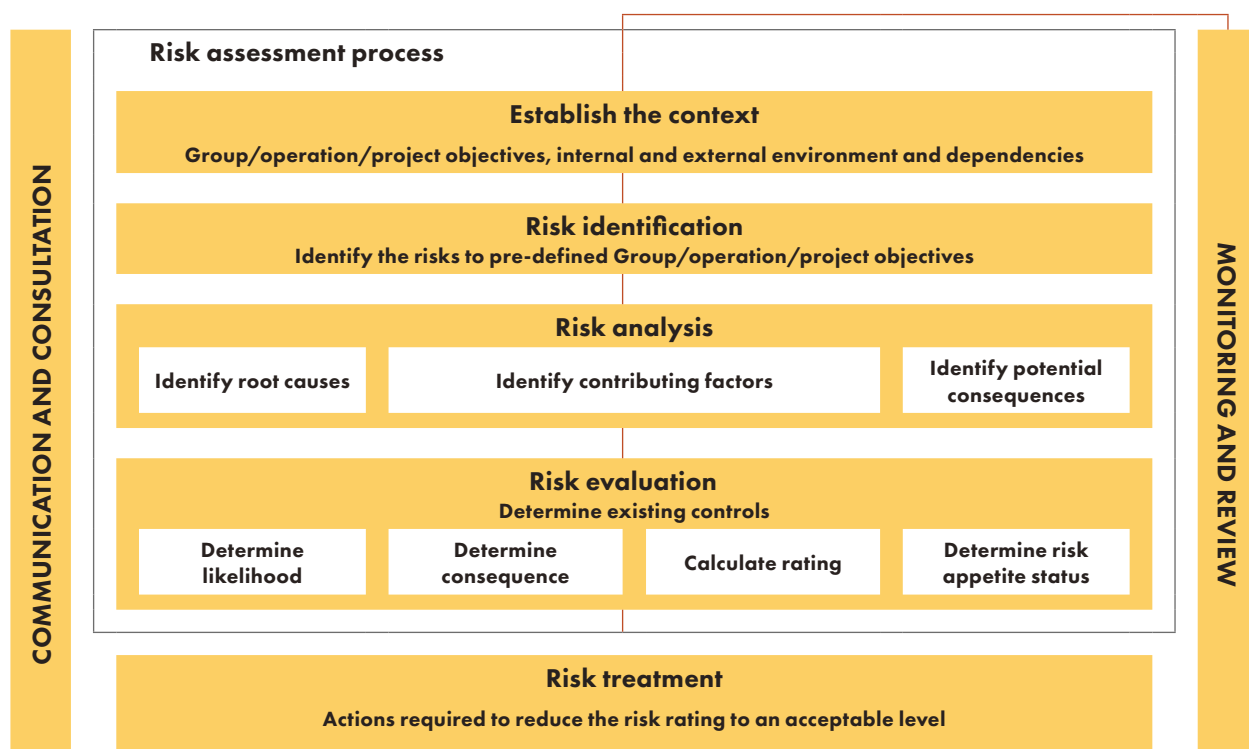 COMMUNICATION AND CONSULTATION
Risk assessment process
Establish the context
Group/operation/project objectives, internal and external environment and dependencies
Risk identification
Identify the risks to pre-defined Group/operation/project objectives
Risk analysis
Identify root causes
Identify contributing factors
Identify potential
consequences
Risk evaluation
Determine existing controls
Determine
likelihood
Determine
consequence
Calculate rating
Determine risk
appetite status
Risk treatment
Actions required to reduce the risk rating to an acceptable level
MONITORING AND REVIEW